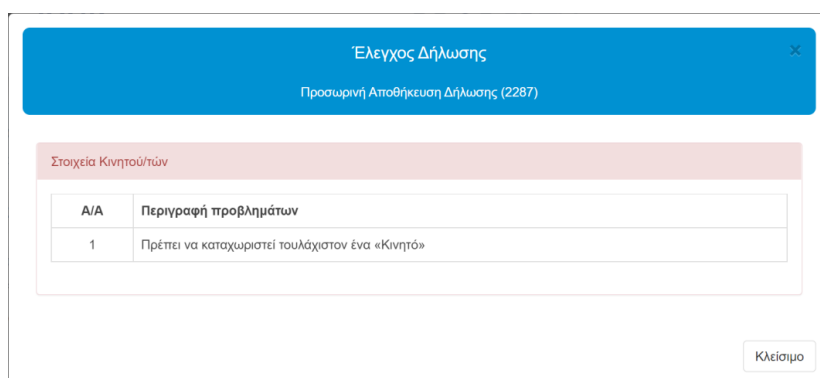 Έλεγχος Δήλωσης
×
Προσωρινή Αποθήκευση Δήλωσης (2287)
Στοιχεία Κινητού/τών
Α/Α Περιγραφή προβλημάτων
1 Πρέπει να καταχωριστεί τουλάχιστον ένα «Κινητό»
Κλείσιμο